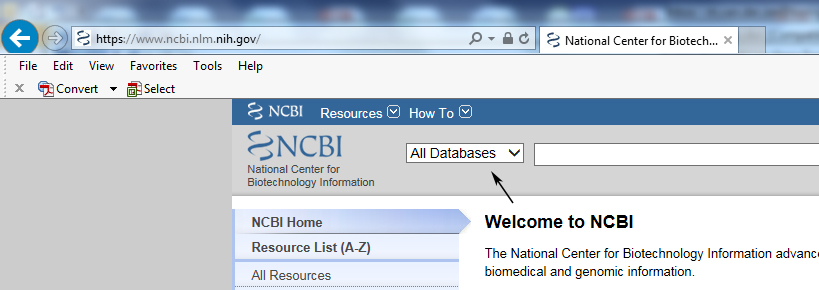 https://www.ncbi.nlm.nih.gov/
National Center for Biotech...
File Edit View Favorites Tools Help
x Convert Select
NCBI Resources How To
NCBI
National Center for
Biotechnology Information
All Databases
NCBI Home
Resource List (A-Z)
All Resources
Welcome to NCBI
The National Center for Biotechnology Information advanc
biomedical and genomic information.